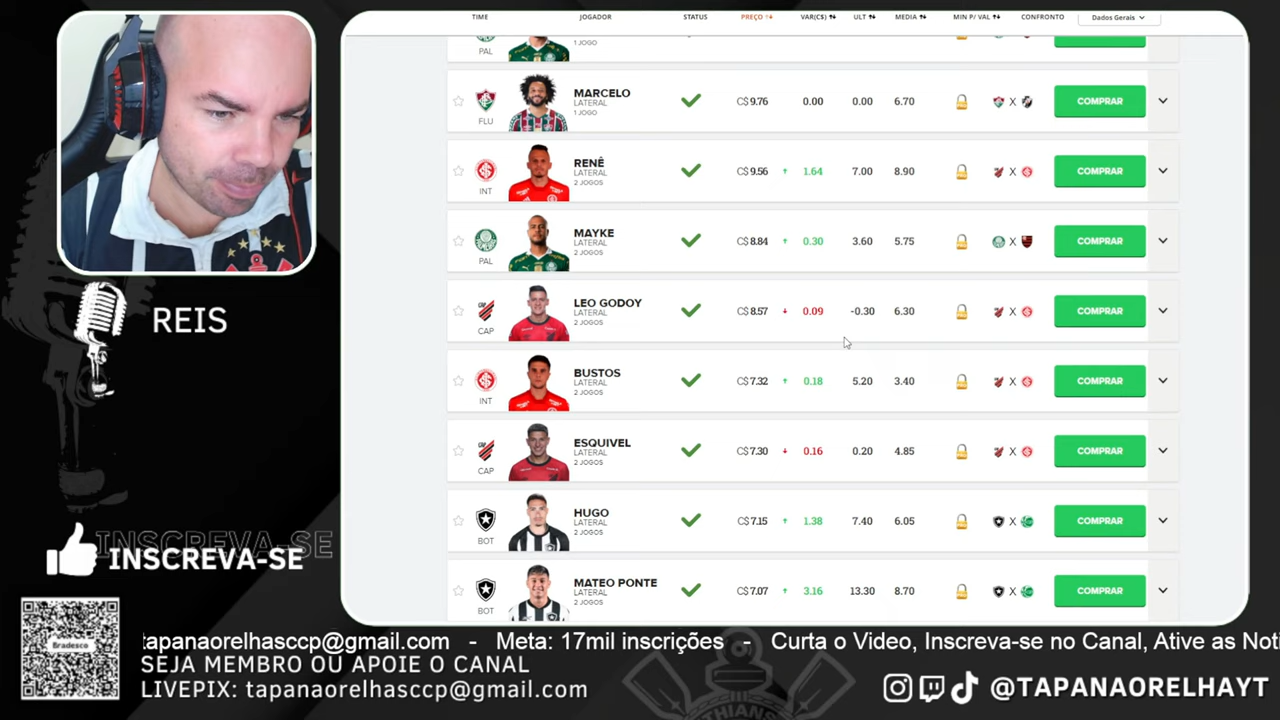 TIME JOGADOR STATUS PREÇO VAR(C$) ULT MEDIA MIN P/ VAL CONFRONTO Dados Gerais
PAL 1 JOGO
FLU MARCELO LATERAL 1 JOGO C$ 9.76 0.00 0.00 6.70 X COMPRAR
INT RENÊ LATERAL 2 JOGOS C$ 9.56 1.64 7.00 8.90 X COMPRAR
PAL MAYKE LATERAL 2 JOGOS C$ 8.84 0.30 3.60 5.75 X COMPRAR
CAP LEO GODOY LATERAL 2 JOGOS C$ 8.57 0.09 -0.30 6.30 X COMPRAR
INT BUSTOS LATERAL 2 JOGOS C$ 7.32 0.18 5.20 3.40 X COMPRAR
CAP ESQUIVEL LATERAL 2 JOGOS C$ 7.30 0.16 0.20 4.85 X COMPRAR
BOT HUGO LATERAL 2 JOGOS C$ 7.15 1.38 7.40 6.05 X COMPRAR
BOT MATEO PONTE LATERAL 2 JOGOS C$ 7.07 3.16 13.30 8.70 X COMPRAR
REIS
INSCREVA-SE
INSCREVA-SE
Bradesco
tapanaorelhasccp@gmail.com - Meta: 17mil inscrições - Curta o Video, Inscreva-se no Canal, Ative as Noti
SEJA MEMBRO OU APOIE O CANAL
LIVEPIX: tapanaorelhasccp@gmail.com
@TAPANAORELHAYT